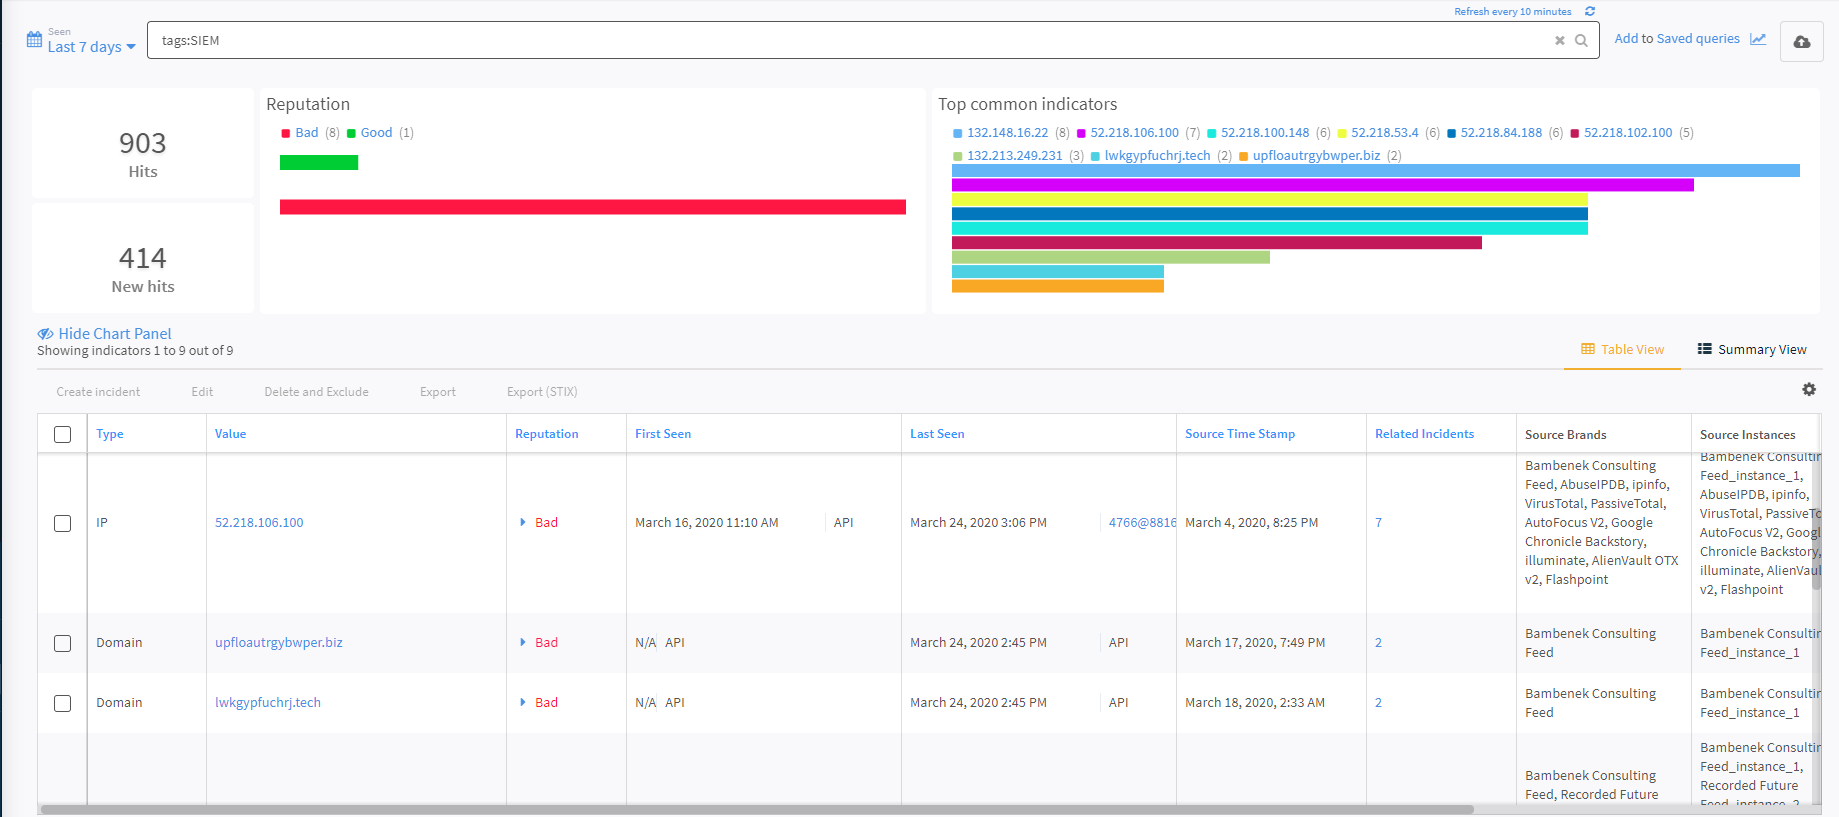 Refresh every 10 minutes
Seen
Last 7 days
tags:SIEM
Add to Saved queries
903
Hits
414
New hits
Reputation
Bad (8) Good (1)
Top common indicators
132.148.16.22 (8) 52.218.106.100 (7) 52.218.100.148 (6) 52.218.53.4 (6) 52.218.84.188 (6) 52.218.102.100 (5)
132.213.249.231 (3) lwkgypfuchrj.tech (2) upfloautrgybwper.biz (2)
Hide Chart Panel
Showing indicators 1 to 9 out of 9
Table View Summary View
Create incident Edit Delete and Exclude Export Export (STIX)
Type Value Reputation First Seen Last Seen Source Time Stamp Related Incidents Source Brands Source Instances
IP 52.218.106.100 Bad March 16, 2020 11:10 AM API March 24, 2020 3:06 PM 4766@8816 March 4, 2020, 8:25 PM 7
Bambenek Consulting
Feed, AbuseIPDB, ipinfo,
VirusTotal, PassiveTotal,
AutoFocus V2, Google
Chronicle Backstory,
illuminate, AlienVault OTX
v2, Flashpoint
Bambenek Consultin
Feed_instance_1,
AbuseIPDB, ipinfo,
VirusTotal, PassiveTo
AutoFocus V2, Googl
Chronicle Backstory,
illuminate, AlienVau
v2, Flashpoint
Domain upfloautrgybwper.biz Bad N/A API March 24, 2020 2:45 PM API March 17, 2020, 7:49 PM 2
Bambenek Consulting
Feed
Bambenek Consultin
Feed_instance_1
Domain lwkgypfuchrj.tech Bad N/A API March 24, 2020 2:45 PM API March 18, 2020, 2:33 AM 2
Bambenek Consulting
Feed
Bambenek Consultin
Feed_instance_1
Bambenek Consulting
Feed, Recorded Future
Bambenek Consultin
Feed_instance_1,
Recorded Future
Feed_instance_2